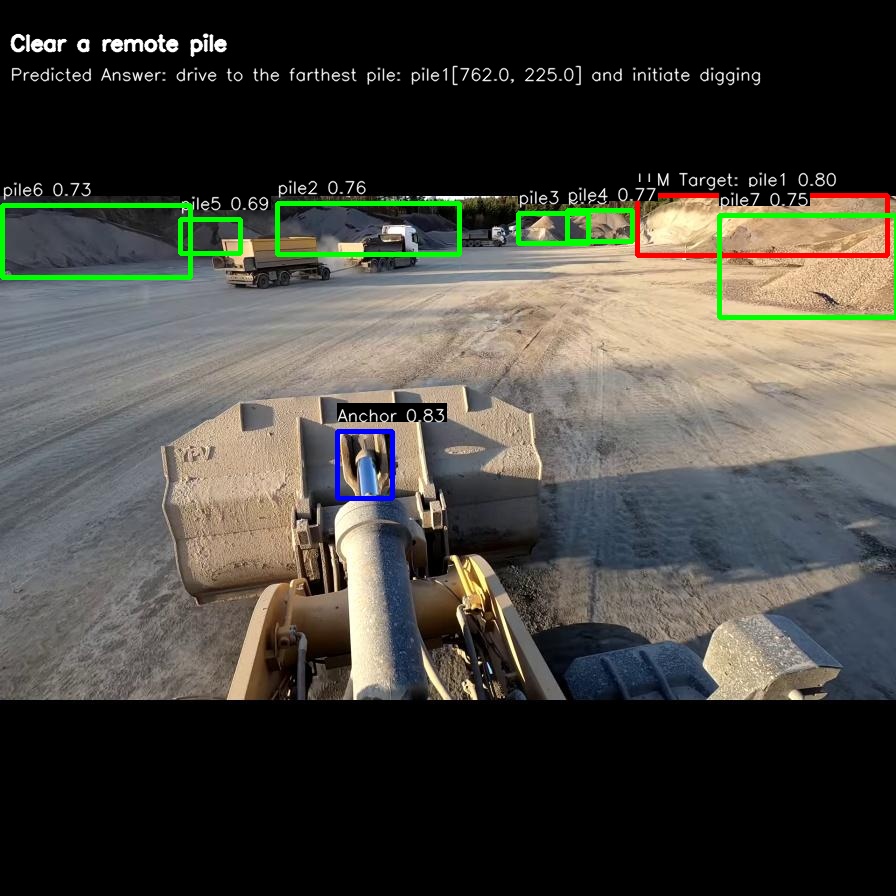 Clear a remote pile
Predicted Answer: drive to the farthest pile: pile1[762.0, 225.0] and initiate digging
LLM Target: pile1 0.80
pile6 0.73
pile5 0.69
pile2 0.76
pile3
pile4 0.77
pile7 0.75
Anchor 0.83